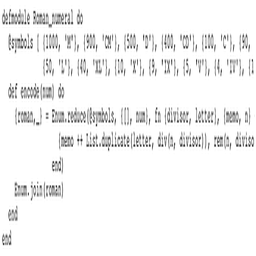 defmodule Roman_numeral do
  @symbols [ {1000, 'M'}, {900, 'CM'}, {500, 'D'}, {400, 'CD'}, {100, 'C'}, {90,
             {50, 'L'}, {40, 'XL'}, {10, 'X'}, {9, 'IX'}, {5, 'V'}, {4, 'IV'}, {1
  def encode(num) do
    {roman,_} = Enum.reduce(@symbols, {[], num}, fn {divisor, letter}, {memo, n}
                  {memo ++ List.duplicate(letter, div(n, divisor)), rem(n, diviso
                end)
    Enum.join(roman)
  end
end